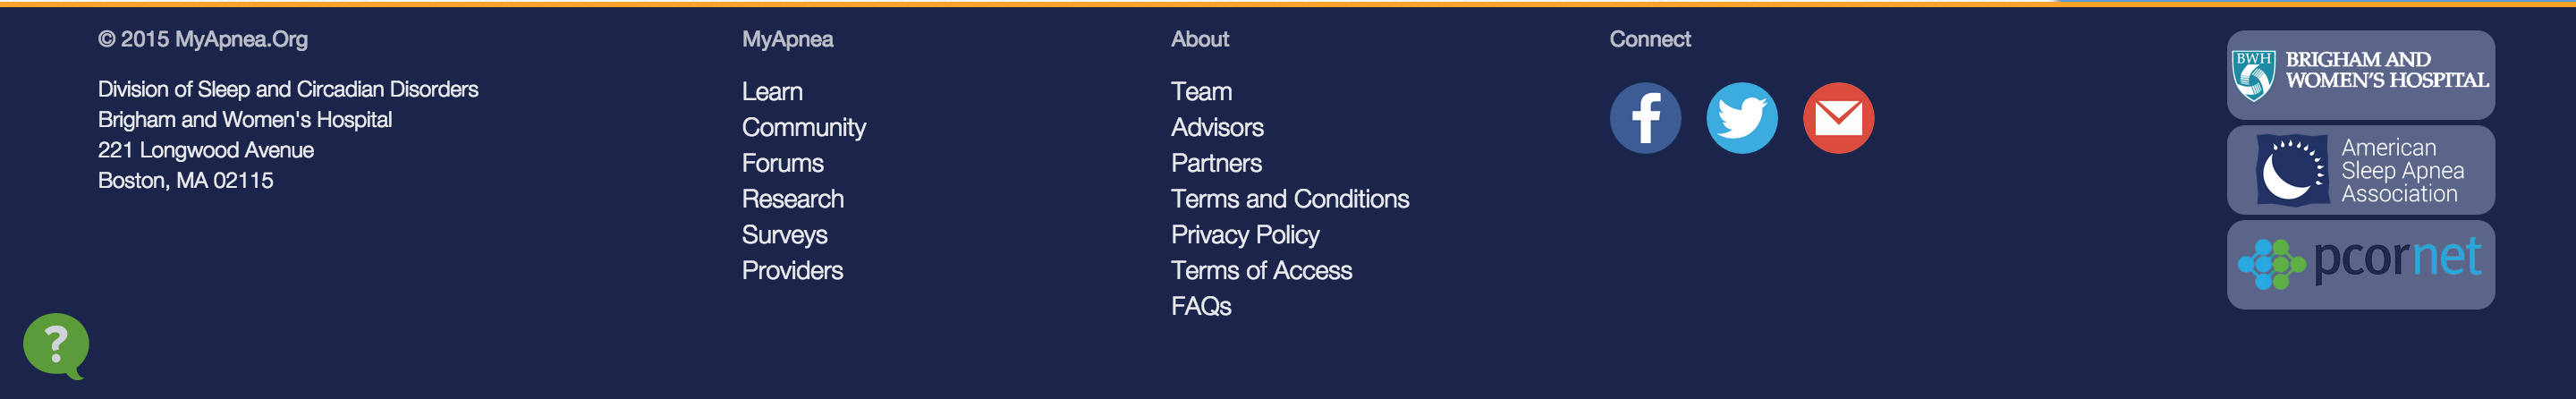 © 2015 MyApnea.Org
Division of Sleep and Circadian Disorders
Brigham and Women's Hospital
221 Longwood Avenue
Boston, MA 02115
MyApnea
Learn
Community
Forums
Research
Surveys
Providers
About
Team
Advisors
Partners
Terms and Conditions
Privacy Policy
Terms of Access
FAQs
Connect
BWH
BRIGHAM AND
WOMEN'S HOSPITAL
American
Sleep Apnea
Association
pcornet
?